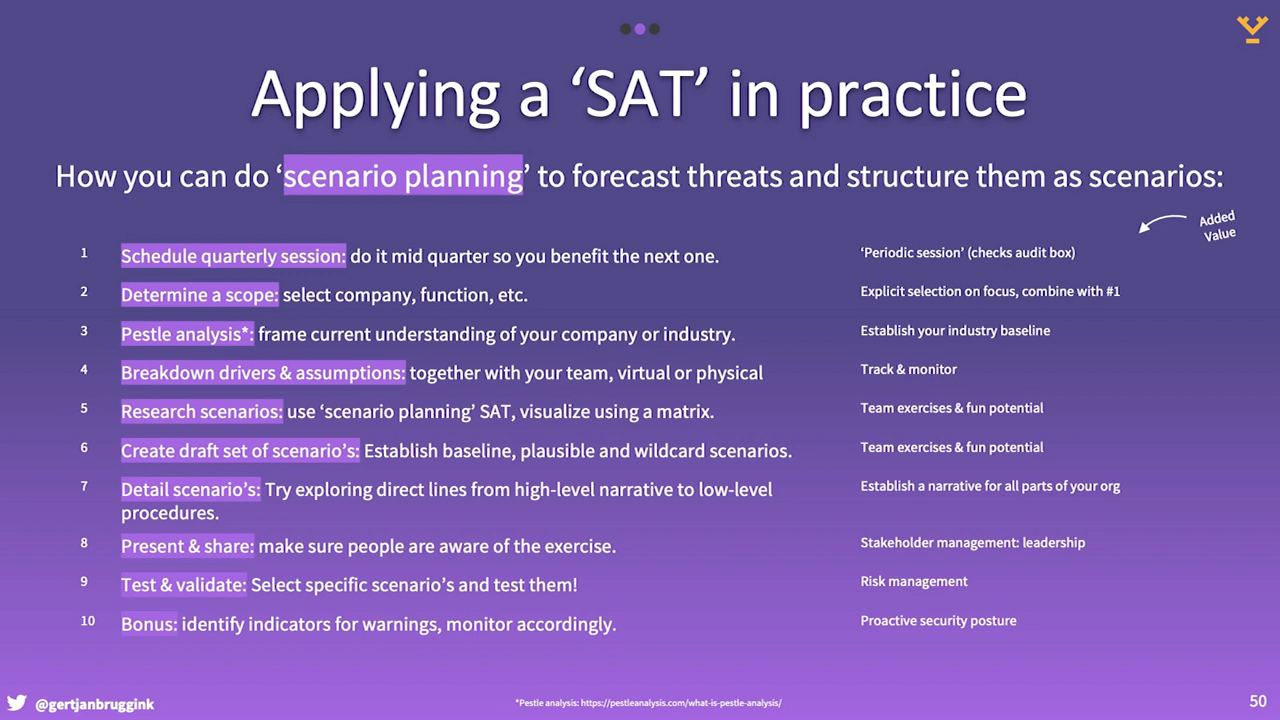 Applying a ‘SAT’ in practice
How you can do ‘scenario planning’ to forecast threats and structure them as scenarios:
Added
Value
1 Schedule quarterly session: do it mid quarter so you benefit the next one. ‘Periodic session’ (checks audit box)
2 Determine a scope: select company, function, etc. Explicit selection on focus, combine with #1
3 Pestle analysis*: frame current understanding of your company or industry. Establish your industry baseline
4 Breakdown drivers & assumptions: together with your team, virtual or physical Track & monitor
5 Research scenarios: use ‘scenario planning’ SAT, visualize using a matrix. Team exercises & fun potential
6 Create draft set of scenario’s: Establish baseline, plausible and wildcard scenarios. Team exercises & fun potential
7 Detail scenario’s: Try exploring direct lines from high-level narrative to low-level Establish a narrative for all parts of your org
procedures.
8 Present & share: make sure people are aware of the exercise. Stakeholder management: leadership
9 Test & validate: Select specific scenario’s and test them! Risk management
10 Bonus: identify indicators for warnings, monitor accordingly. Proactive security posture
@gertjanbruggink *Pestle analysis: https://pestleanalysis.com/what-is-pestle-analysis/ 50